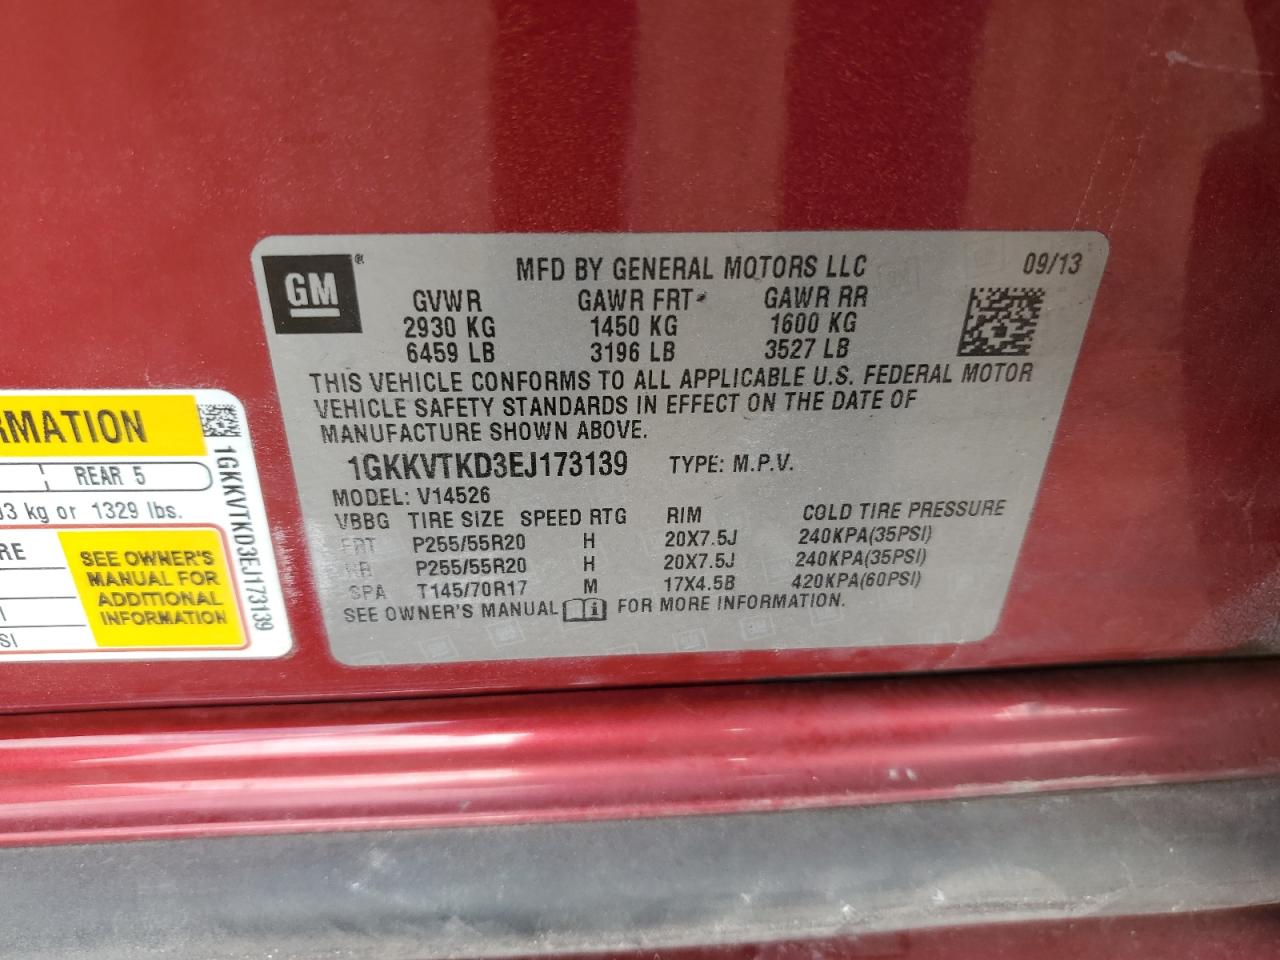 GM®
MFD BY GENERAL MOTORS LLC
09/13
GVWR GAWR FRT GAWR RR
2930 KG 1450 KG 1600 KG
6459 LB 3196 LB 3527 LB
THIS VEHICLE CONFORMS TO ALL APPLICABLE U.S. FEDERAL MOTOR
VEHICLE SAFETY STANDARDS IN EFFECT ON THE DATE OF
MANUFACTURE SHOWN ABOVE.
1GKKVTKD3EJ173139 TYPE: M.P.V.
MODEL: V14526
VBBG TIRE SIZE SPEED RTG RIM COLD TIRE PRESSURE
FRT P255/55R20 H 20X7.5J 240KPA(35PSI)
RR P255/55R20 H 20X7.5J 240KPA(35PSI)
SPA T145/70R17 M 17X4.5B 420KPA(60PSI)
SEE OWNER'S MANUAL FOR MORE INFORMATION.
RMATION
REAR 5
03 kg or 1329 lbs.
RE
SI
SEE OWNER'S
MANUAL FOR
ADDITIONAL
INFORMATION
1GKKVTKD3EJ173139